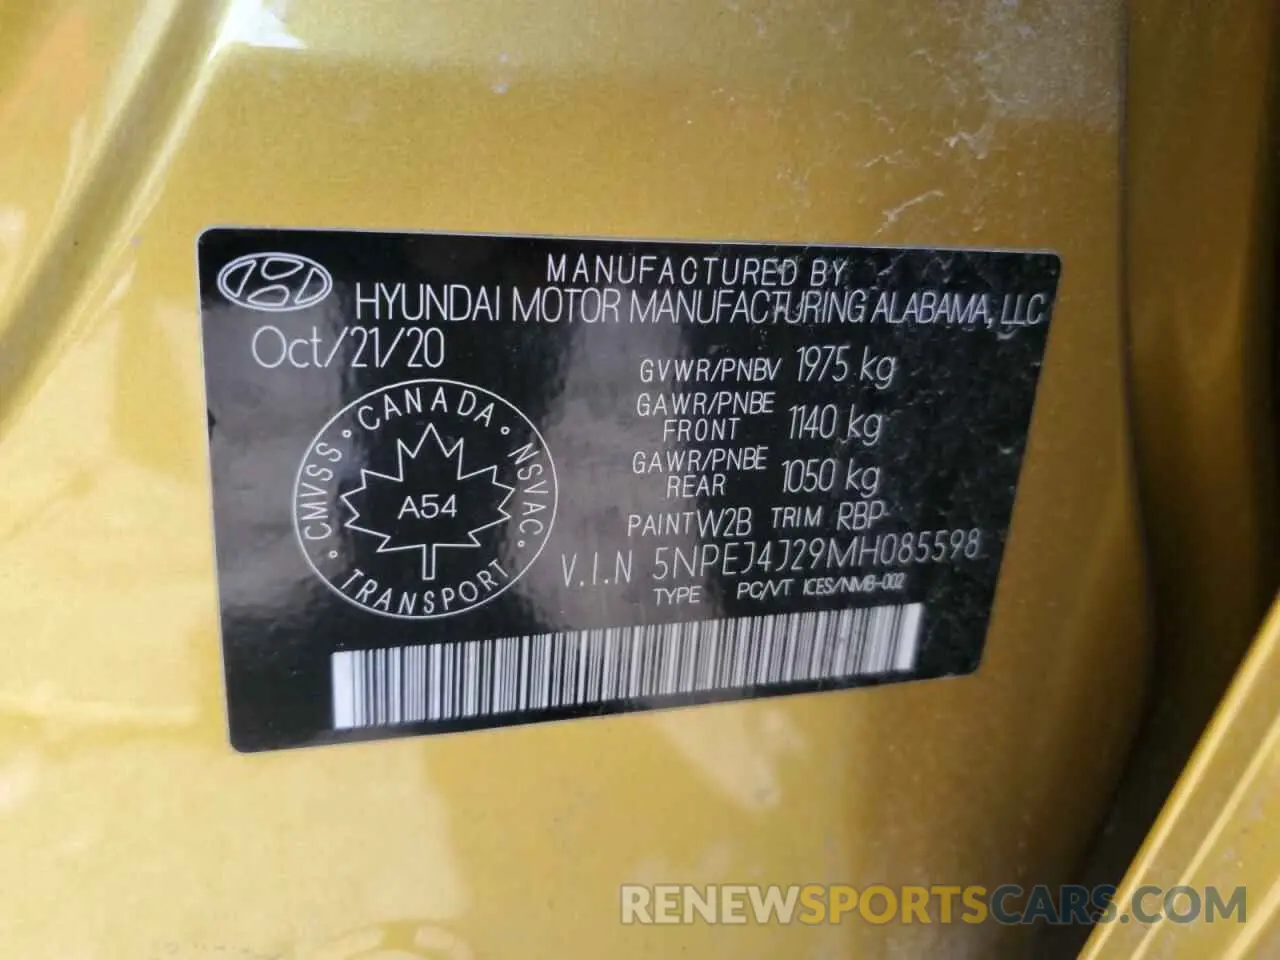 MANUFACTURED BY
HYUNDAI MOTOR MANUFACTURING ALABAMA, LLC
Oct/21/20
GVWR/PNBV 1975 kg
GAWR/PNBE FRONT 1140 kg
GAWR/PNBE REAR 1050 kg
CANADA
CMVSS
NSVAC
A54
TRANSPORT
PAINT W2B TRIM RBP
V.I.N 5NPEJ4J29MH085598
TYPE PC/VT ICES/NMB-002
RENEWSPORTSCARS.COM